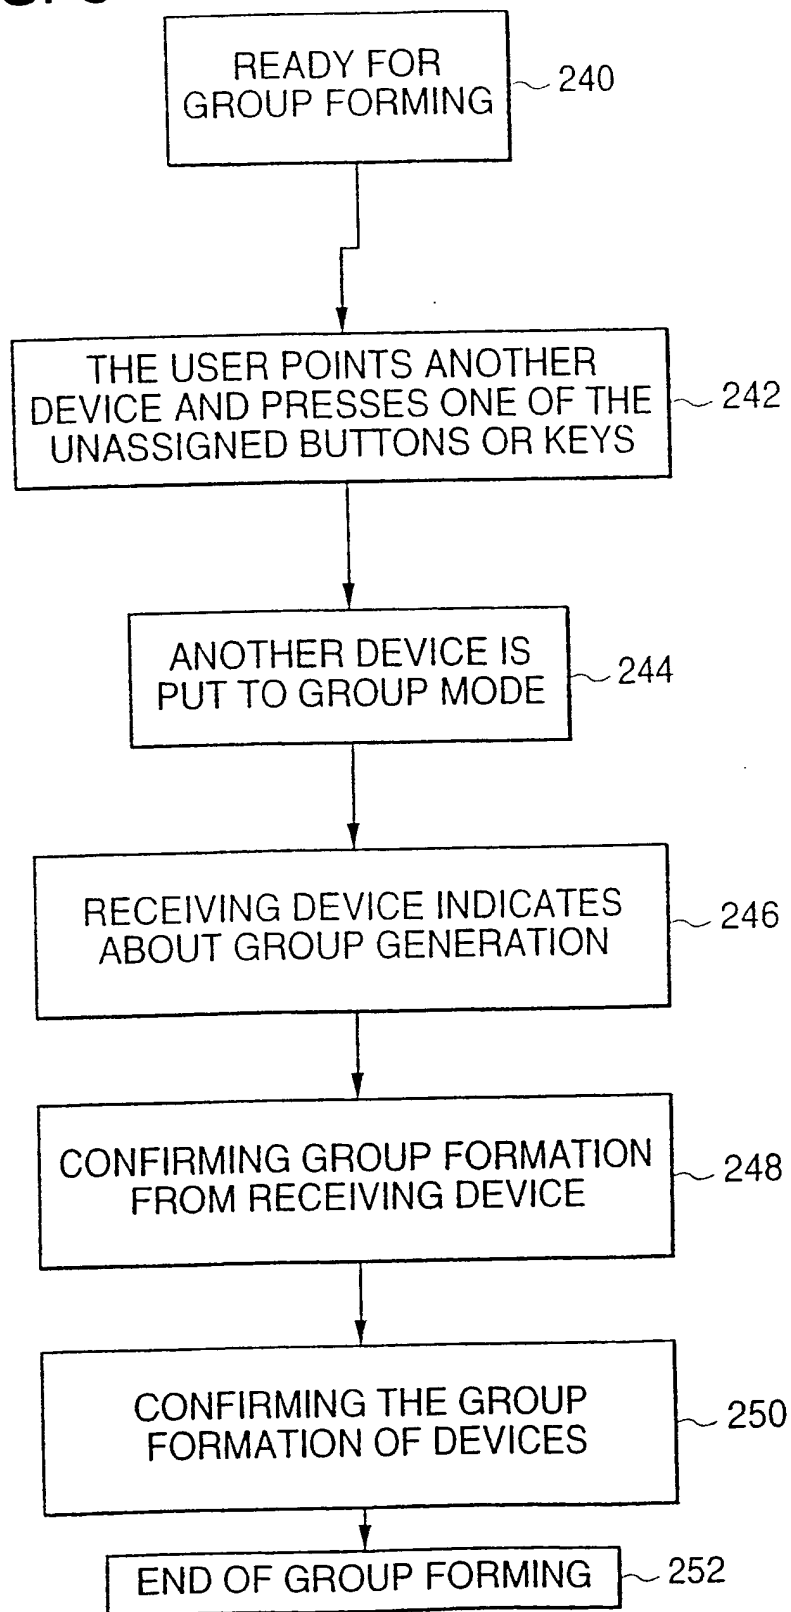 READY FOR
GROUP FORMING
240
THE USER POINTS ANOTHER
DEVICE AND PRESSES ONE OF THE
UNASSIGNED BUTTONS OR KEYS
242
ANOTHER DEVICE IS
PUT TO GROUP MODE
244
RECEIVING DEVICE INDICATES
ABOUT GROUP GENERATION
246
CONFIRMING GROUP FORMATION
FROM RECEIVING DEVICE
248
CONFIRMING THE GROUP
FORMATION OF DEVICES
250
END OF GROUP FORMING
252